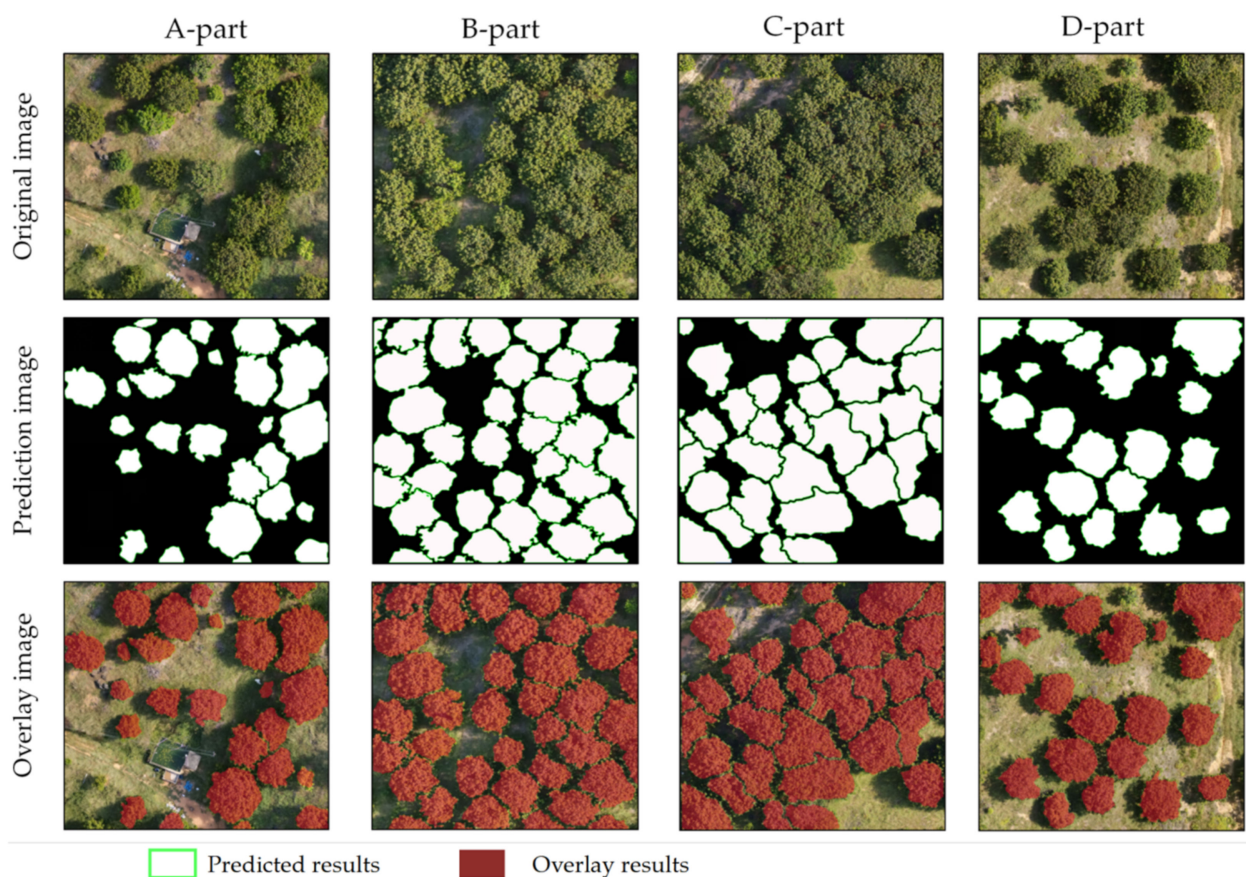 A-part B-part C-part D-part
Original image
Prediction image
Overlay image
Predicted results Overlay results